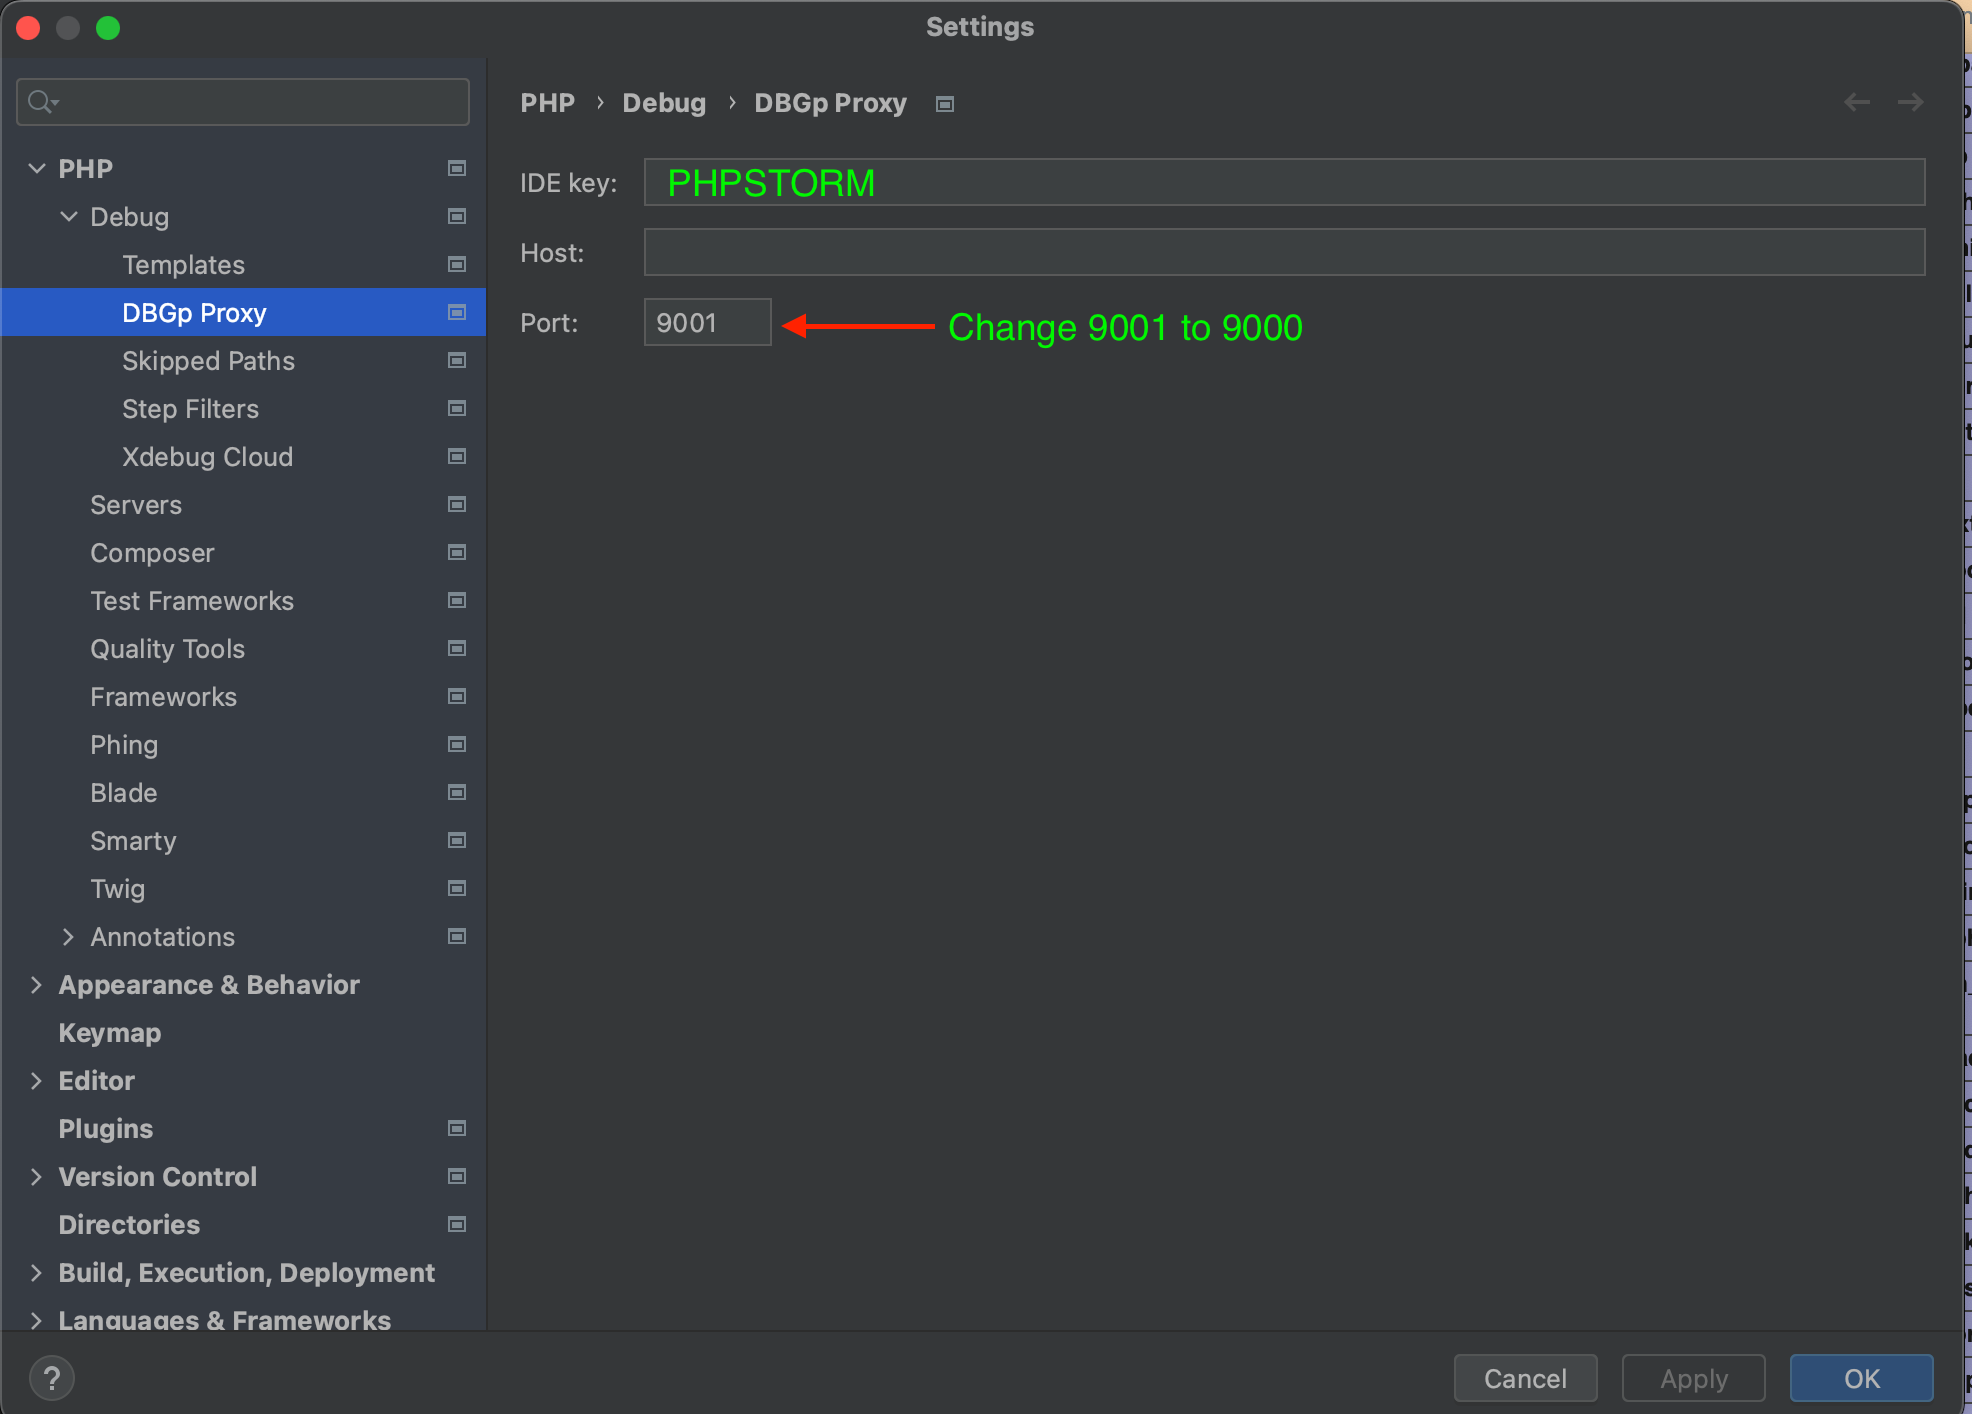 Settings
PHP › Debug › DBGp Proxy
IDE key: PHPSTORM
Host:
Port: 9001 Change 9001 to 9000
PHP
Debug
Templates
DBGp Proxy
Skipped Paths
Step Filters
Xdebug Cloud
Servers
Composer
Test Frameworks
Quality Tools
Frameworks
Phing
Blade
Smarty
Twig
Annotations
Appearance & Behavior
Keymap
Editor
Plugins
Version Control
Directories
Build, Execution, Deployment
Languages & Frameworks
?
Cancel
Apply
OK